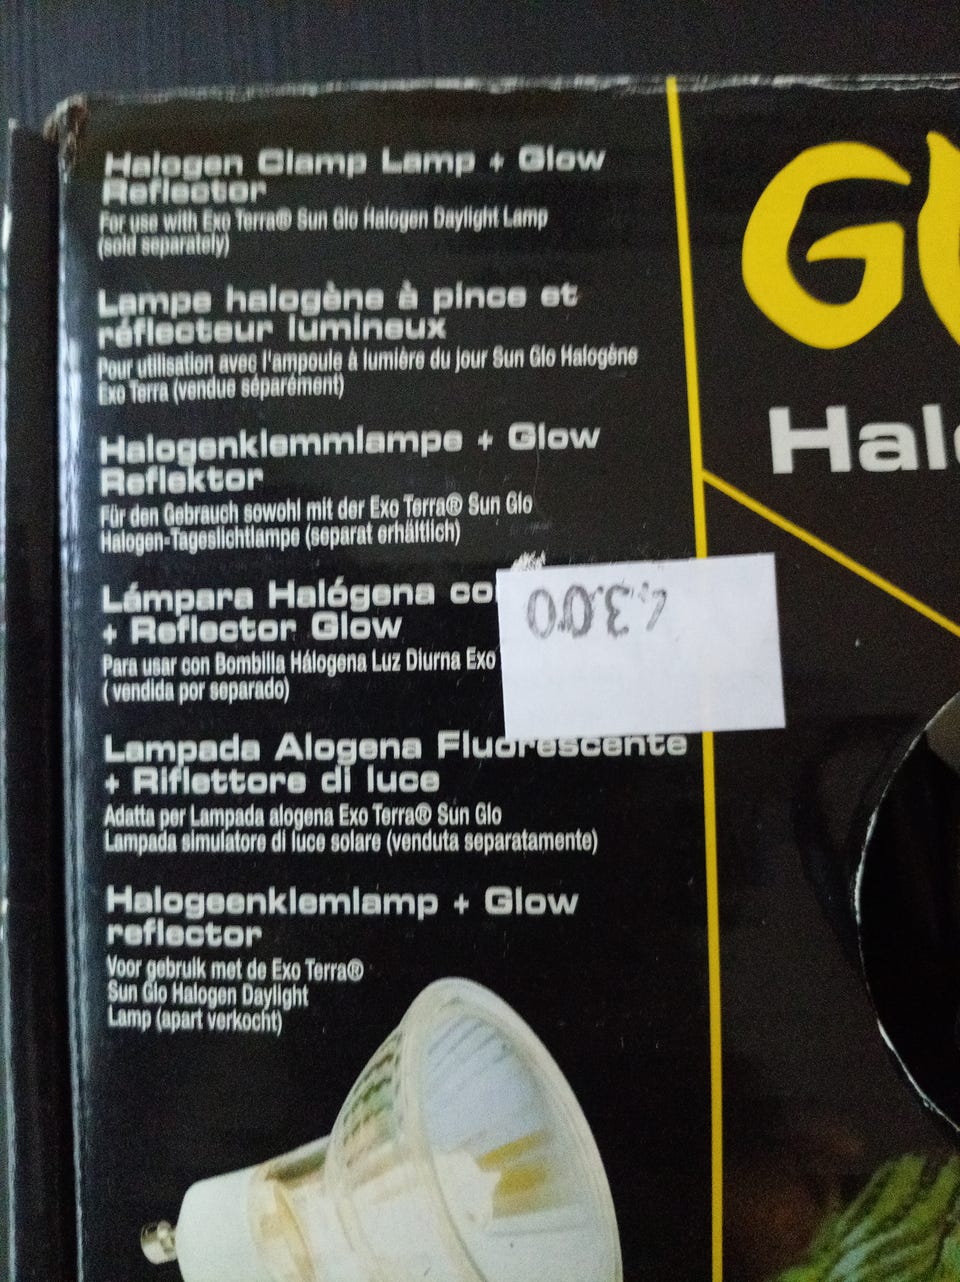 Halogen Clamp Lamp + Glow
Reflector
For use with Exo Terra® Sun Glo Halogen Daylight Lamp
(sold separately)
Lampe halogène à pince et
réflecteur lumineux
Pour utilisation avec l'ampoule à lumière du jour Sun Glo Halogène
Exo Terra (vendue séparément)
Halogenklemmlampe + Glow
Reflektor
Für den Gebrauch sowohl mit der Exo Terra® Sun Glo
Halogen-Tageslichtlampe (separat erhältlich)
Lámpara Halógena
+ Reflector Glow
Para usar con Bombilla Hálogena Luz Diurna Exo
( vendida por separado)
3.00
Lampada Alogena Fluorescente
+ Riflettore di luce
Adatta per Lampada alogena Exo Terra® Sun Glo
Lampada simulatore di luce solare (venduta separatamente)
Halogeenklemlamp + Glow
reflector
Voor gebruik met de Exo Terra®
Sun Glo Halogen Daylight
Lamp (apart verkocht)